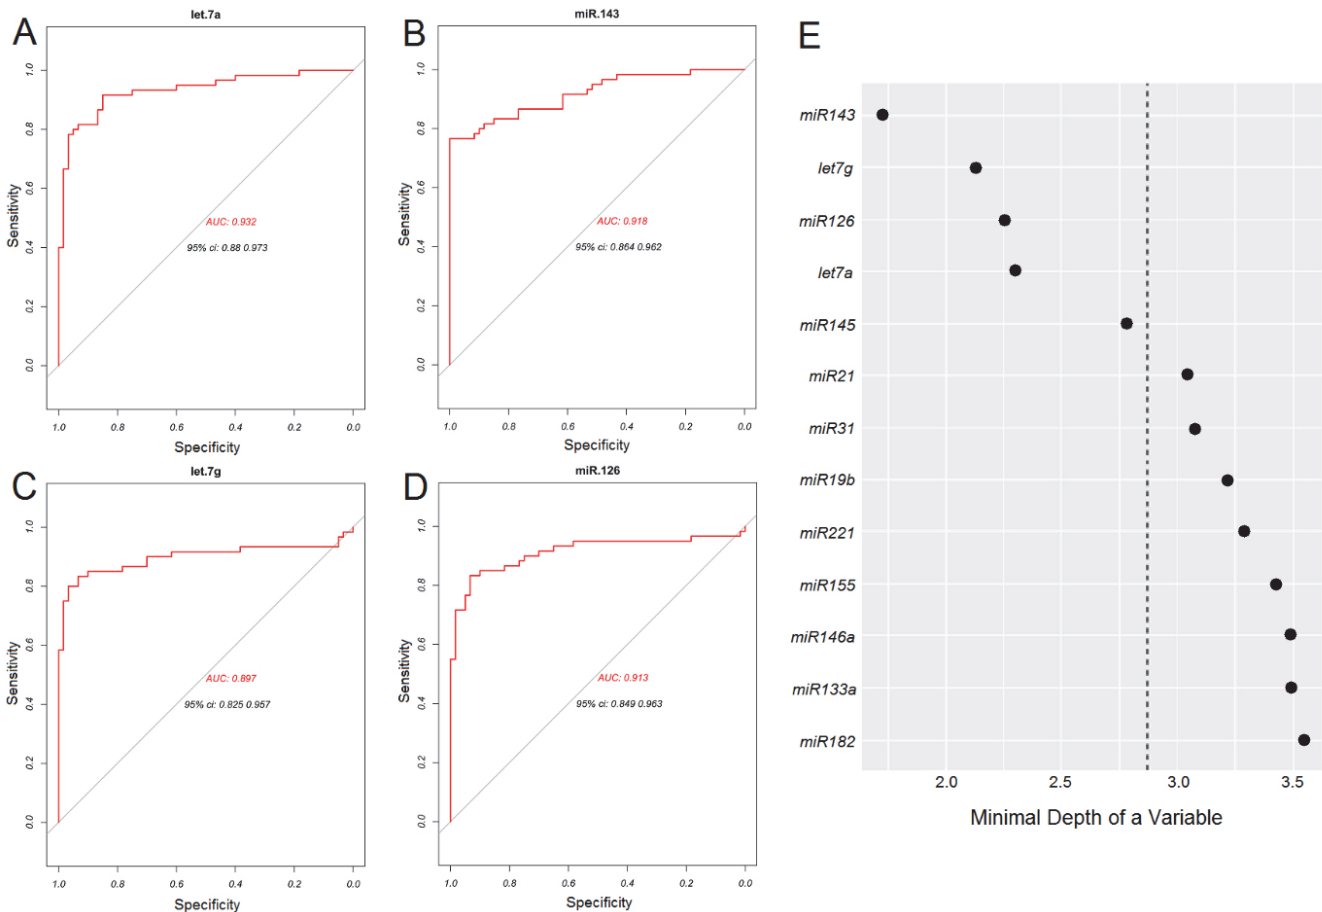 A
let.7a
Sensitivity
1.0
0.8
0.6
0.4
0.2
0.0
AUC: 0.932
95% ci: 0.88 0.973
1.0 0.8 0.6 0.4 0.2 0.0
Specificity
B
miR.143
Sensitivity
1.0
0.8
0.6
0.4
0.2
0.0
AUC: 0.918
95% ci: 0.864 0.962
1.0 0.8 0.6 0.4 0.2 0.0
Specificity
C
let.7g
Sensitivity
1.0
0.8
0.6
0.4
0.2
0.0
AUC: 0.897
95% ci: 0.825 0.957
1.0 0.8 0.6 0.4 0.2 0.0
Specificity
D
miR.126
Sensitivity
1.0
0.8
0.6
0.4
0.2
0.0
AUC: 0.913
95% ci: 0.849 0.963
1.0 0.8 0.6 0.4 0.2 0.0
Specificity
E
miR143
let7g
miR126
let7a
miR145
miR21
miR31
miR19b
miR221
miR155
miR146a
miR133a
miR182
2.0 2.5 3.0 3.5
Minimal Depth of a Variable